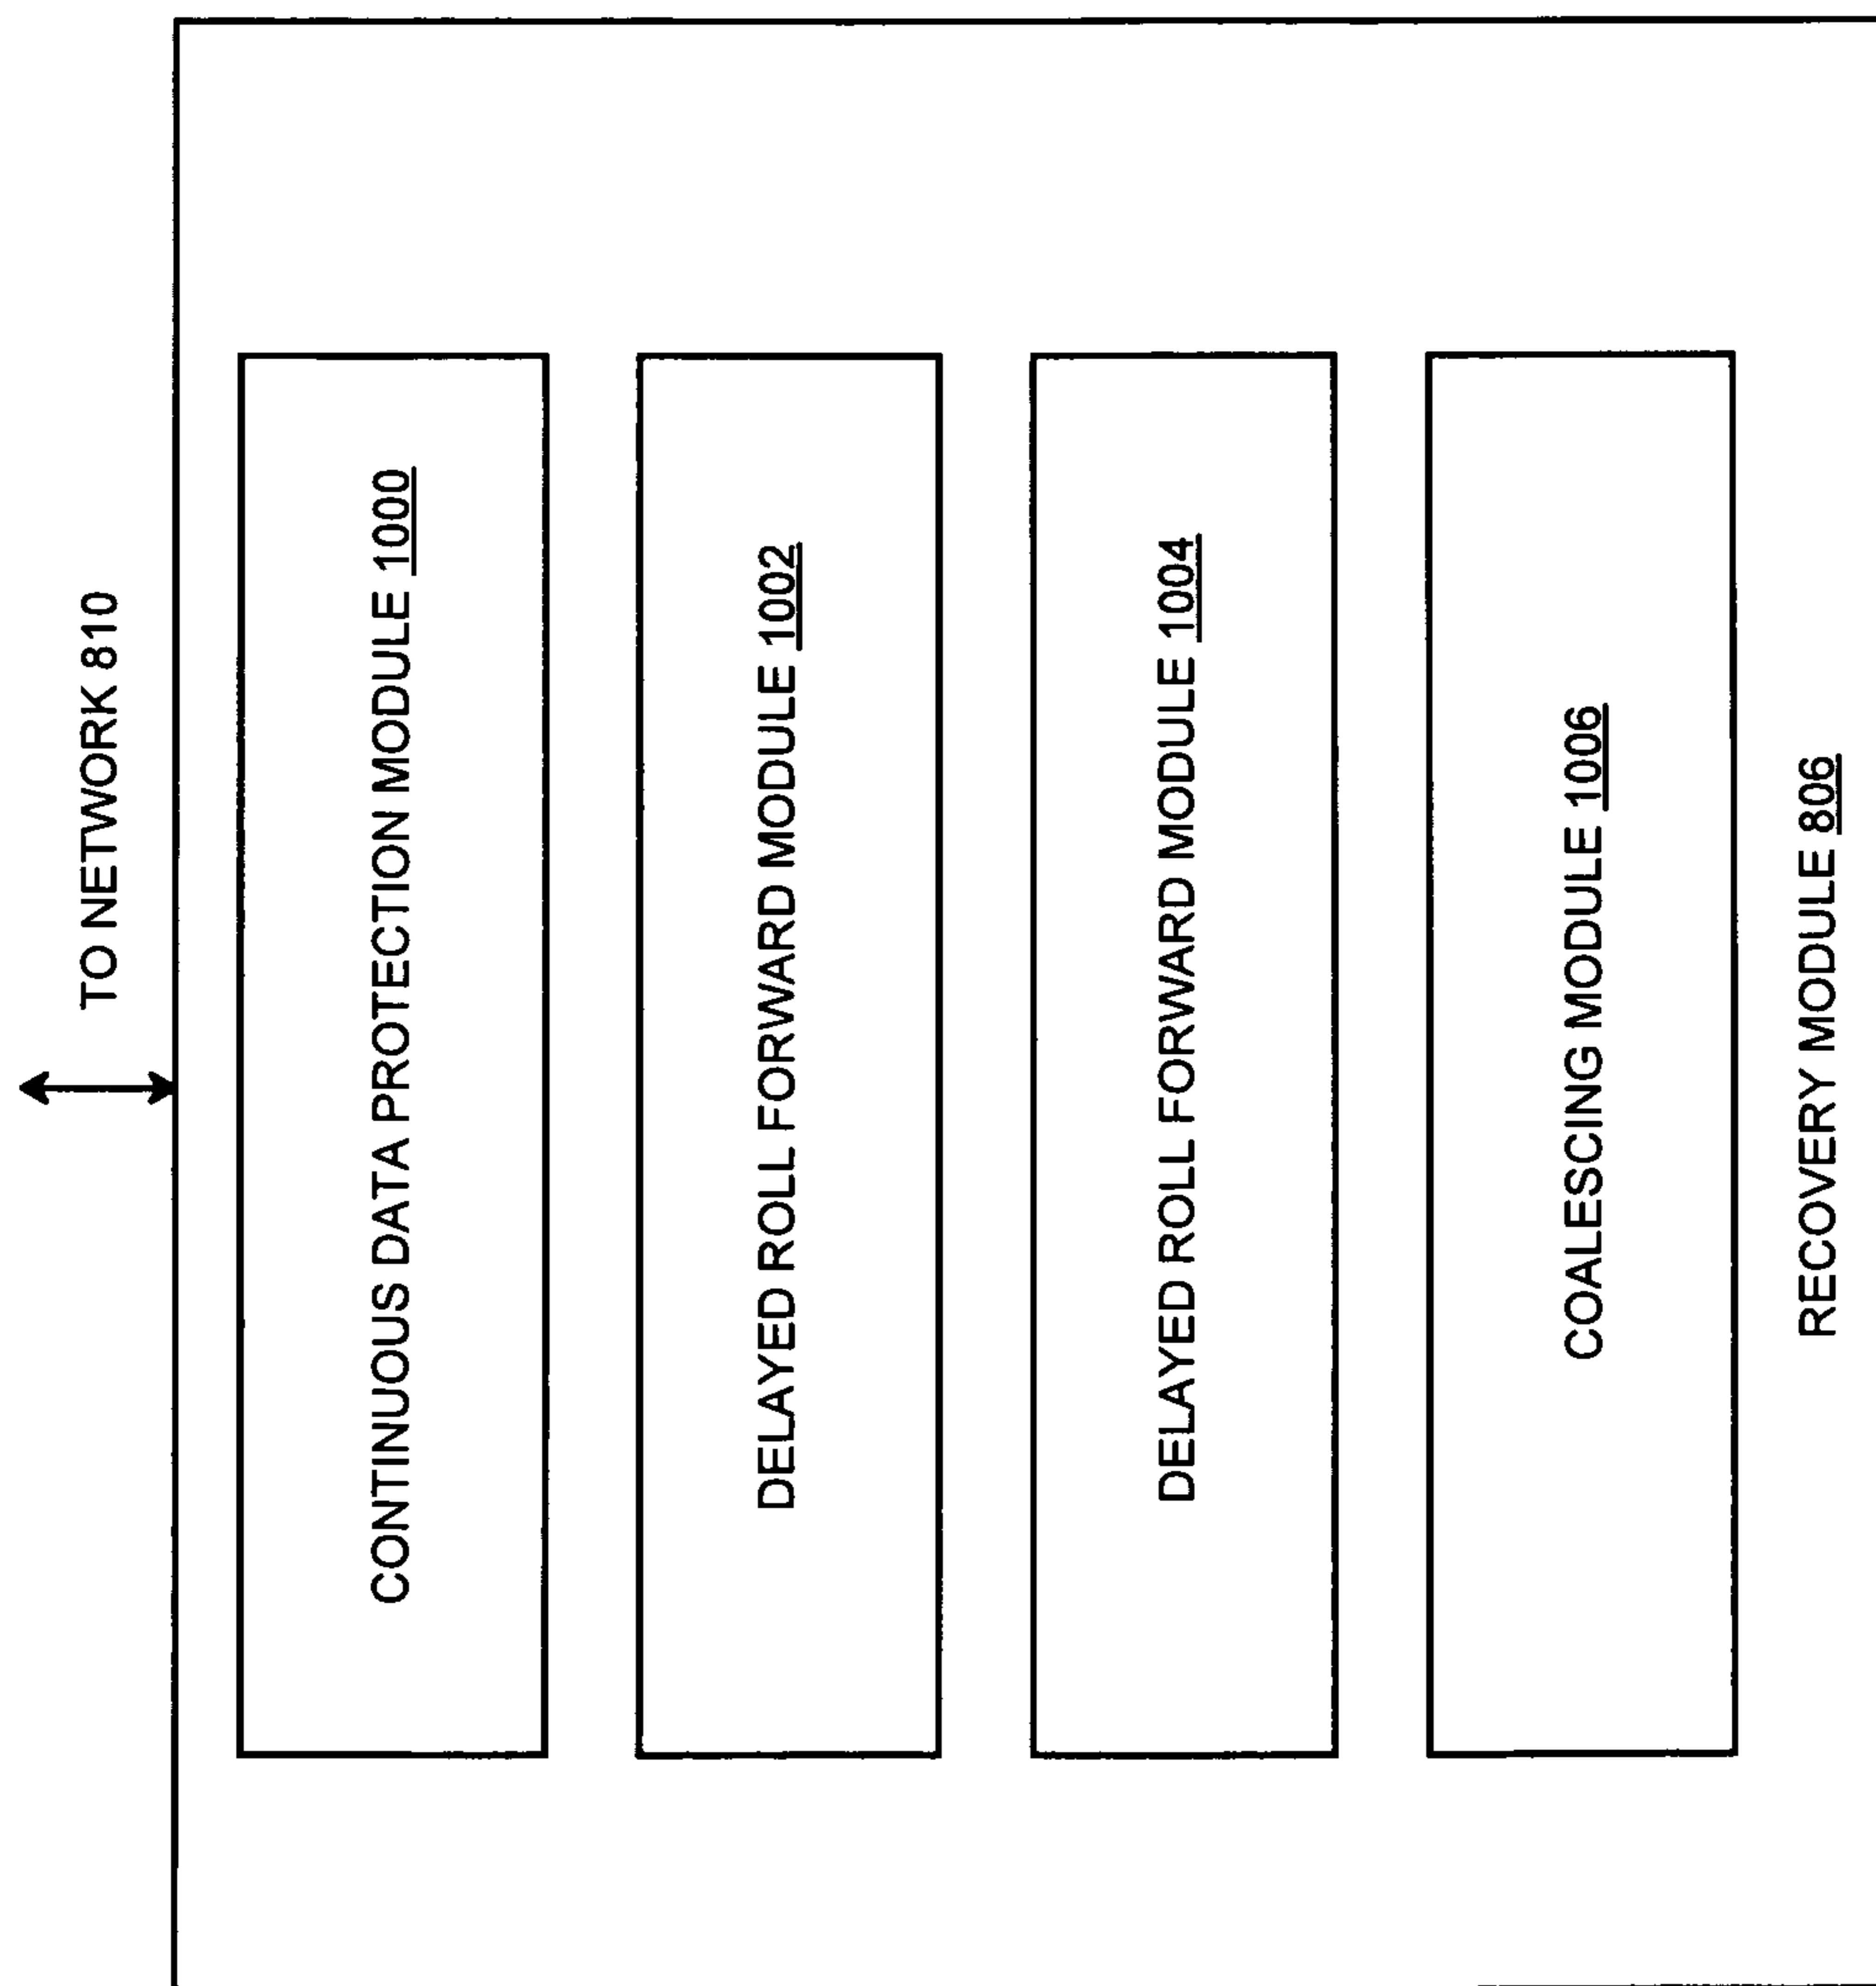 TO NETWORK 810
CONTINUOUS DATA PROTECTION MODULE 1000
DELAYED ROLL FORWARD MODULE 1002
DELAYED ROLL FORWARD MODULE 1004
COALESCING MODULE 1006
RECOVERY MODULE 806